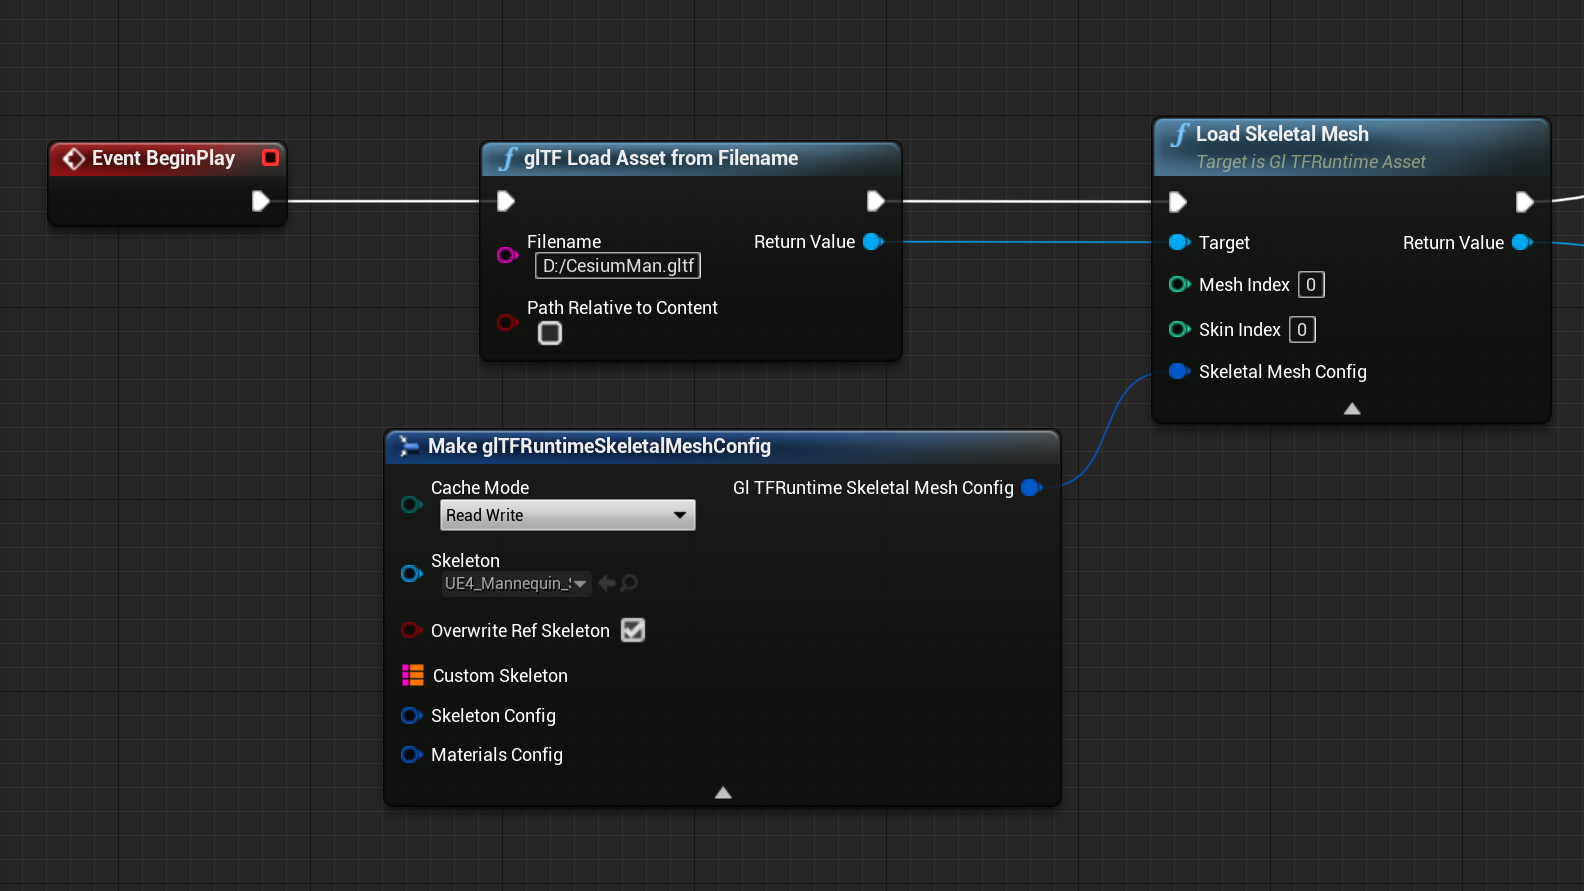 Event BeginPlay
glTF Load Asset from Filename
Filename
D:/CesiumMan.gltf
Return Value
Path Relative to Content
Load Skeletal Mesh
Target is Gl TFRuntime Asset
Target
Return Value
Mesh Index 0
Skin Index 0
Skeletal Mesh Config
Make glTFRuntimeSkeletalMeshConfig
Cache Mode
Read Write
Gl TFRuntime Skeletal Mesh Config
Skeleton
UE4_Mannequin_
Overwrite Ref Skeleton
Custom Skeleton
Skeleton Config
Materials Config